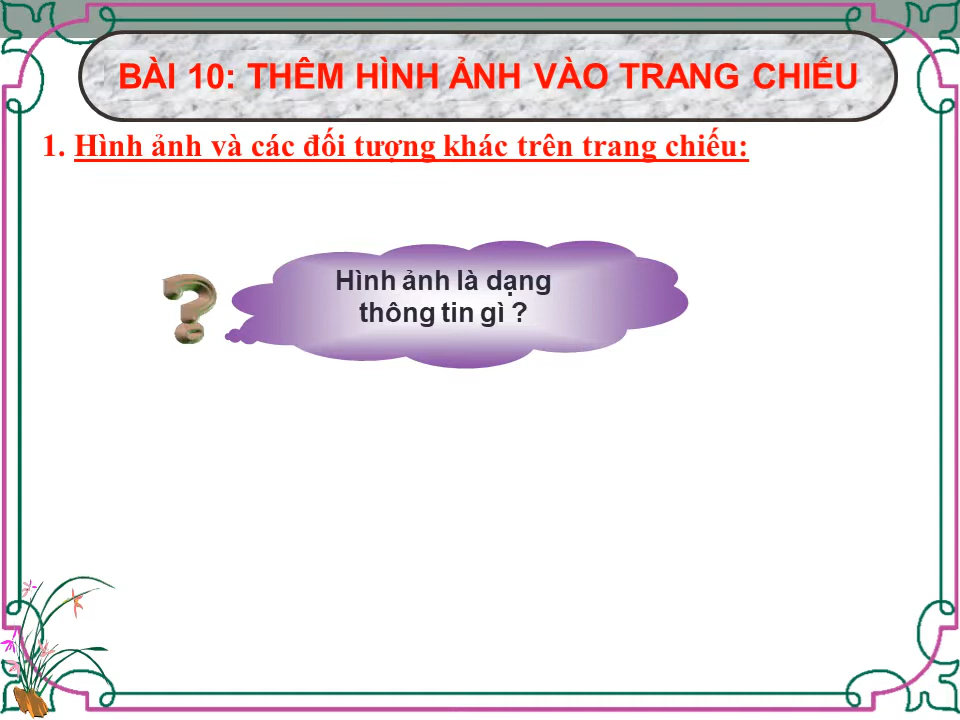 BÀI 10: THÊM HÌNH ẢNH VÀO TRANG CHIẾU
1. Hình ảnh và các đối tượng khác trên trang chiếu:
Hình ảnh là dạng
thông tin gì ?